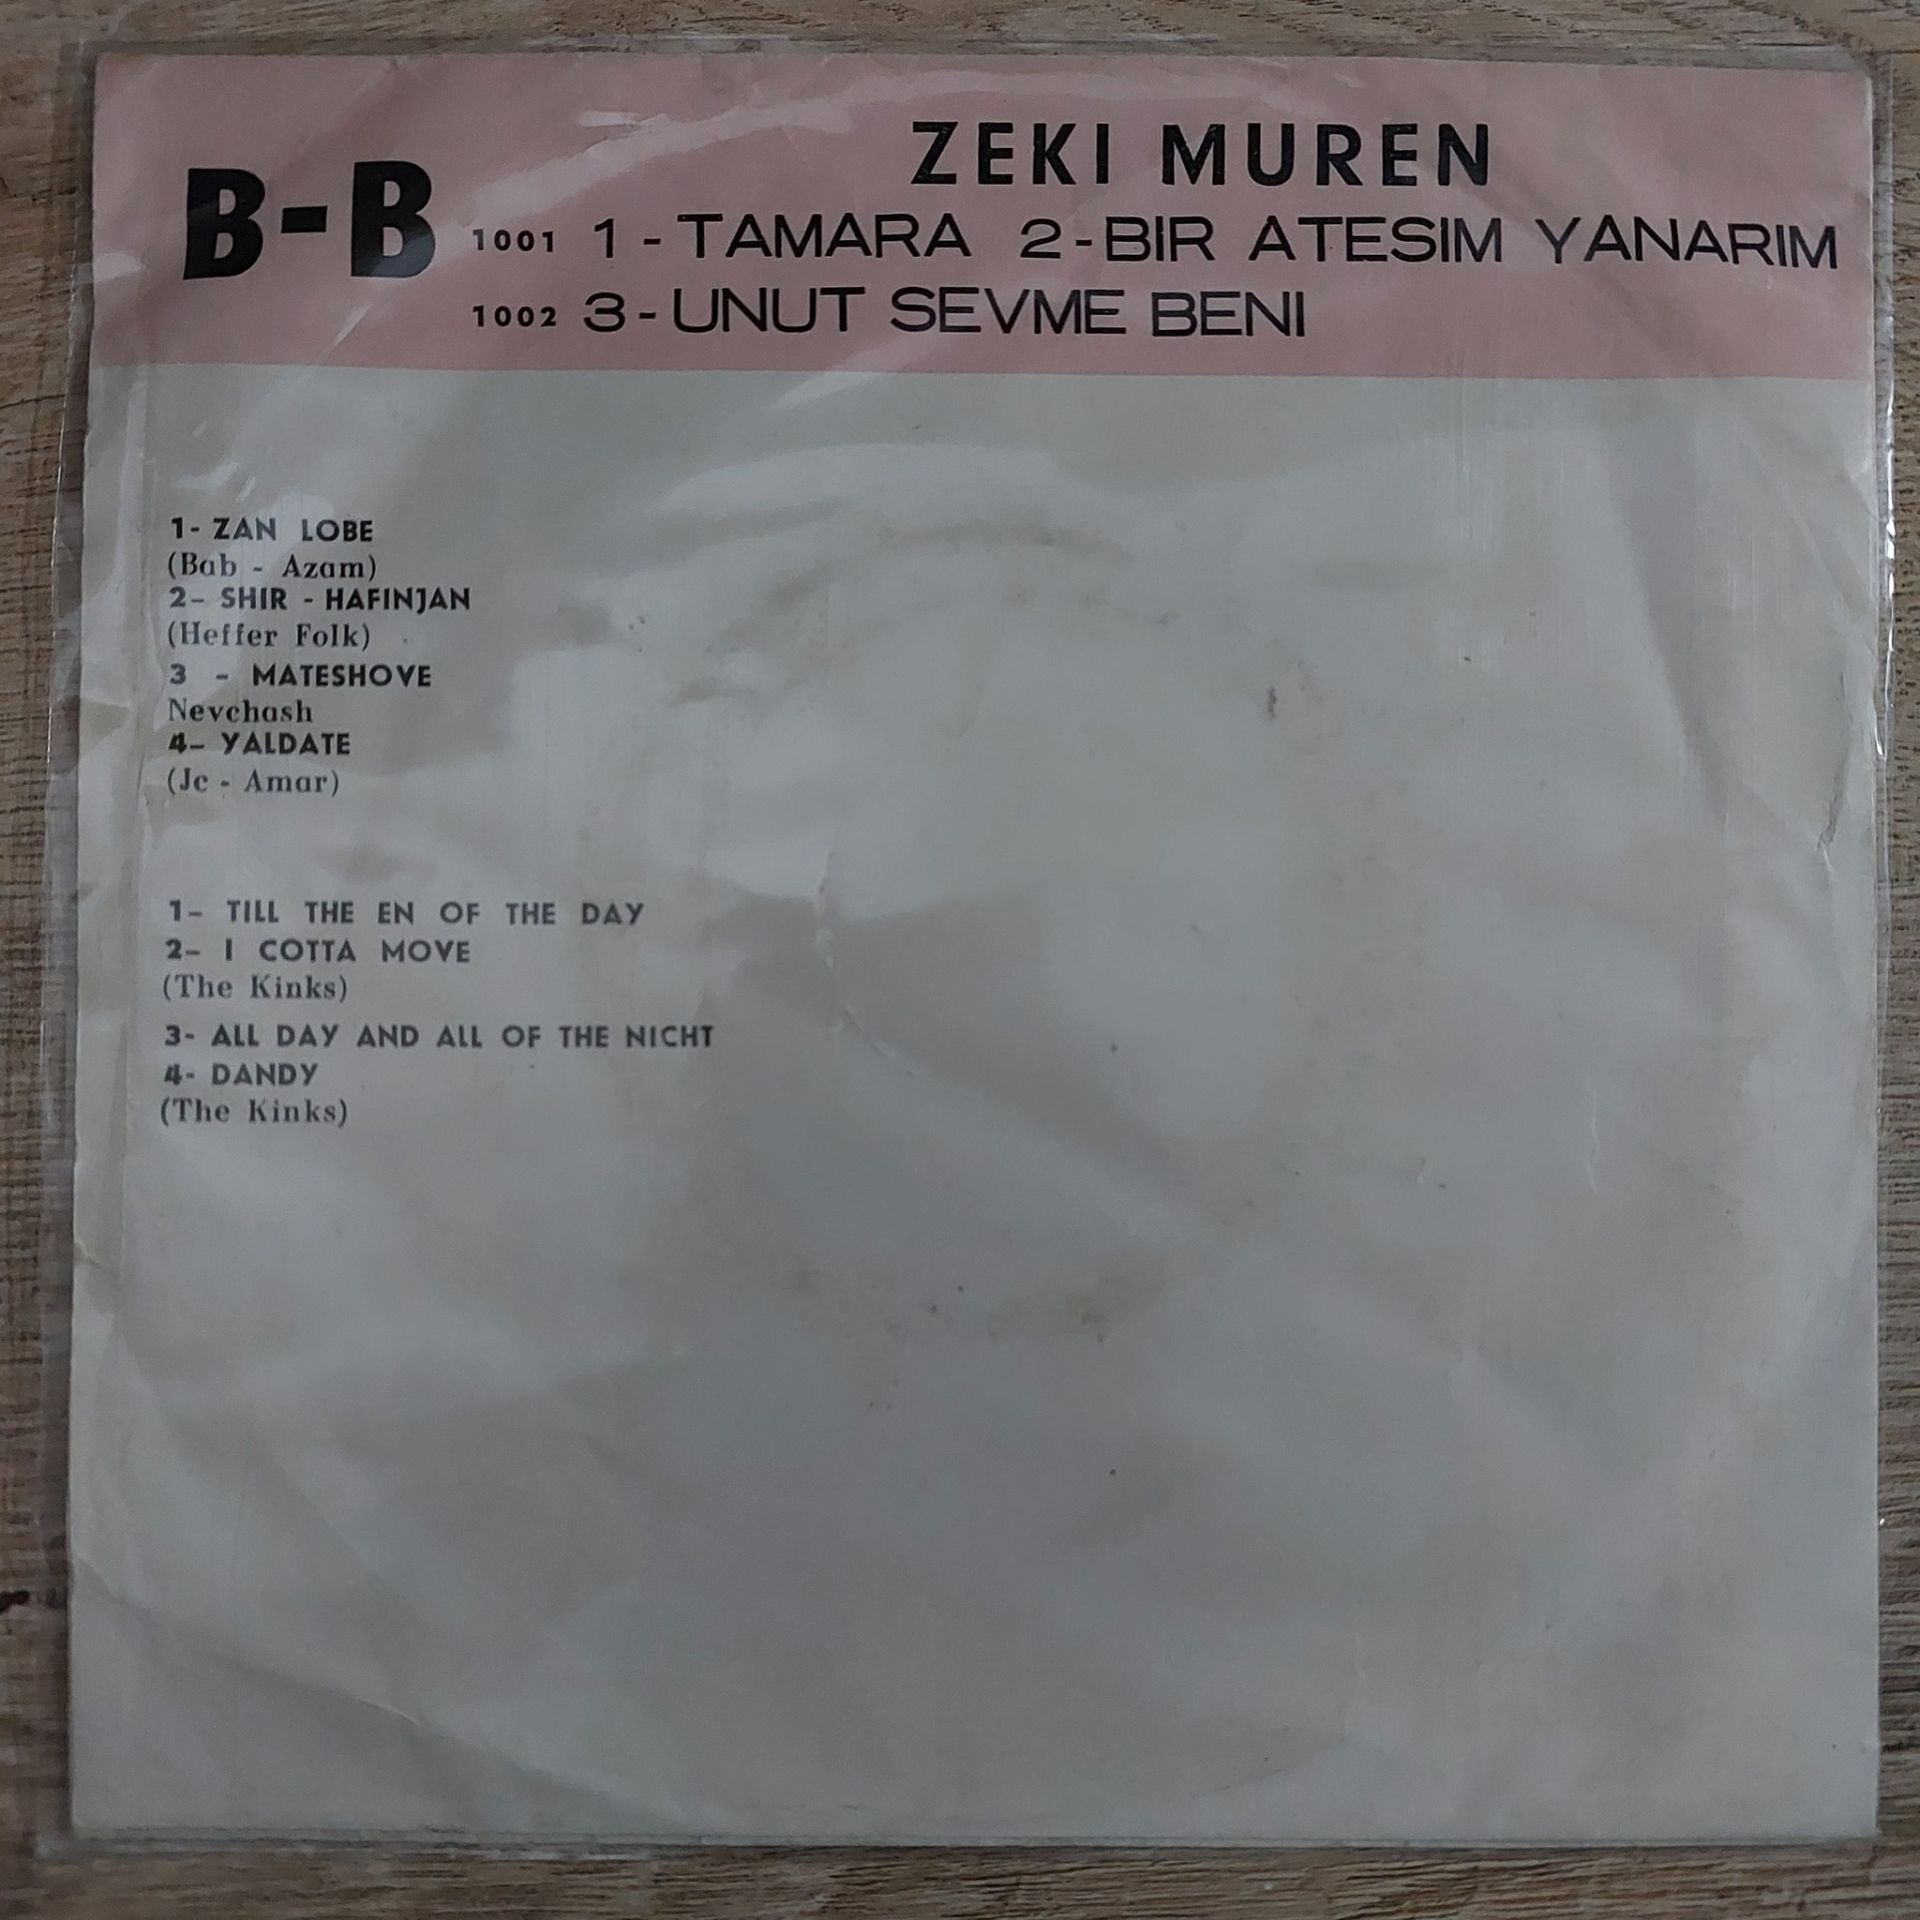 ZEKI MUREN
B-B 1001 1-TAMARA 2-BIR ATESIM YANARIM
1002 3-UNUT SEVME BENI
1- ZAN LOBE
(Bab - Azam)
2- SHIR - HAFINJAN
(Heffer Folk)
3 - MATESHOVE
Nevchash
4- YALDATE
(Jc - Amar)
1- TILL THE EN OF THE DAY
2- I COTTA MOVE
(The Kinks)
3- ALL DAY AND ALL OF THE NICHT
4- DANDY
(The Kinks)